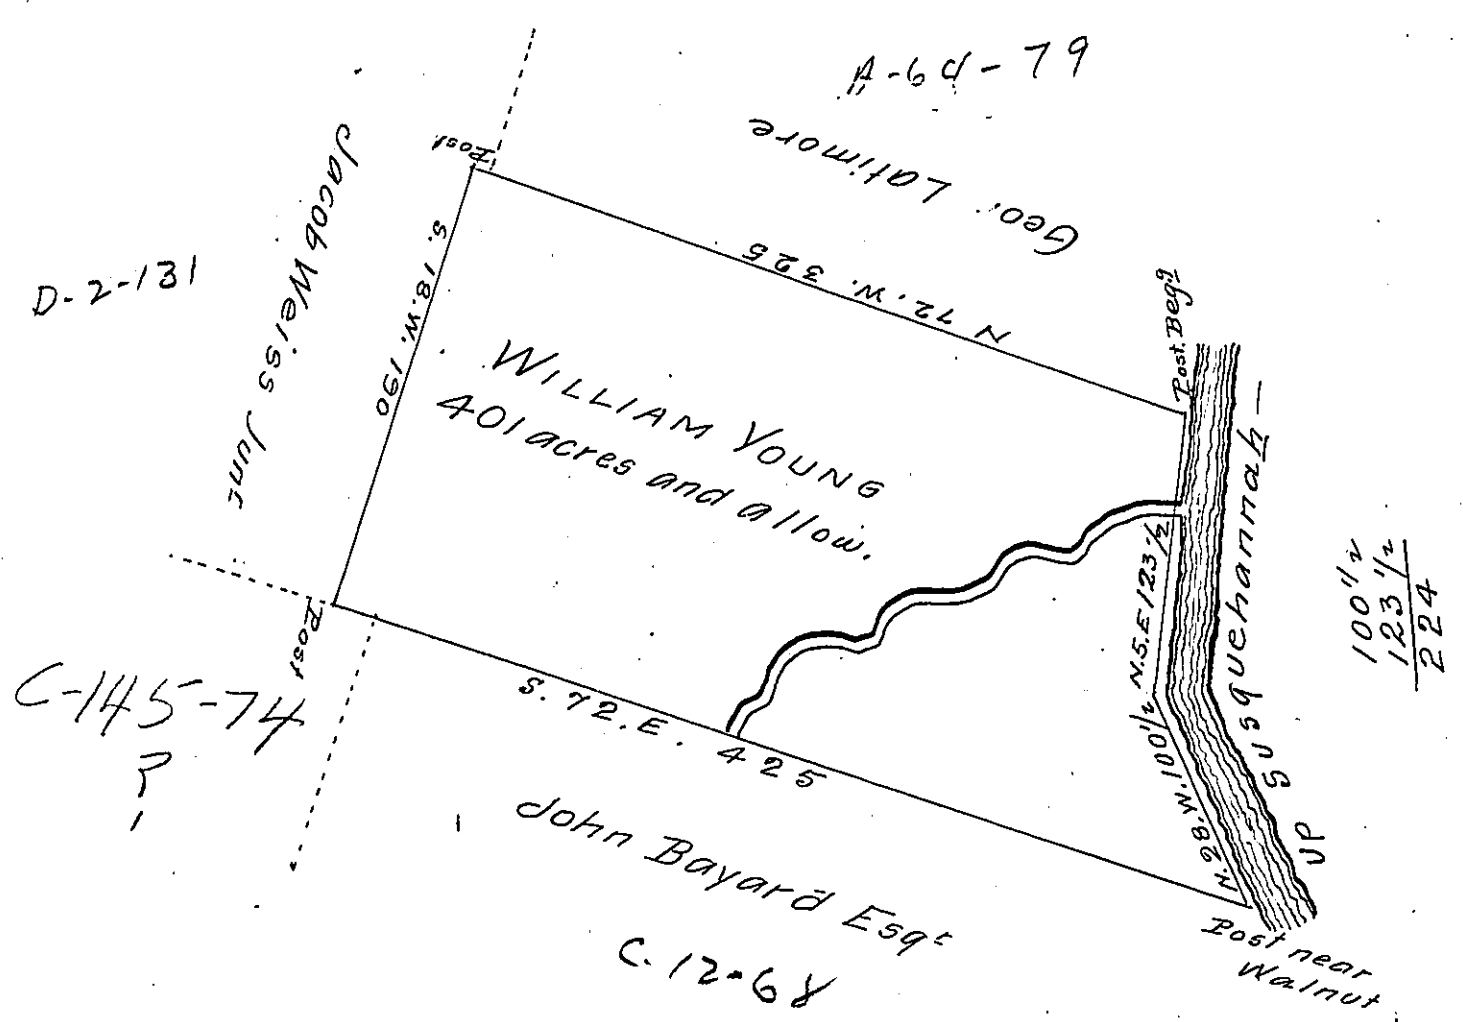 A-64-79
Geo: Latimore
Post
N 72. W. 325
Post. Beg.g
D-2-131
Jacob Weiss Junr
S. 18. W. 190
WILLIAM YOUNG
401 acres and allow.
Susquehannah
UP
N. 5. E 123 1/2
N. 28. W. 100 1/2
100 1/2
123 1/2
224
Post
C-145-74
?
S. 72. E. 425
John Bayard Esqr
C. 12-68
Post near
Walnut